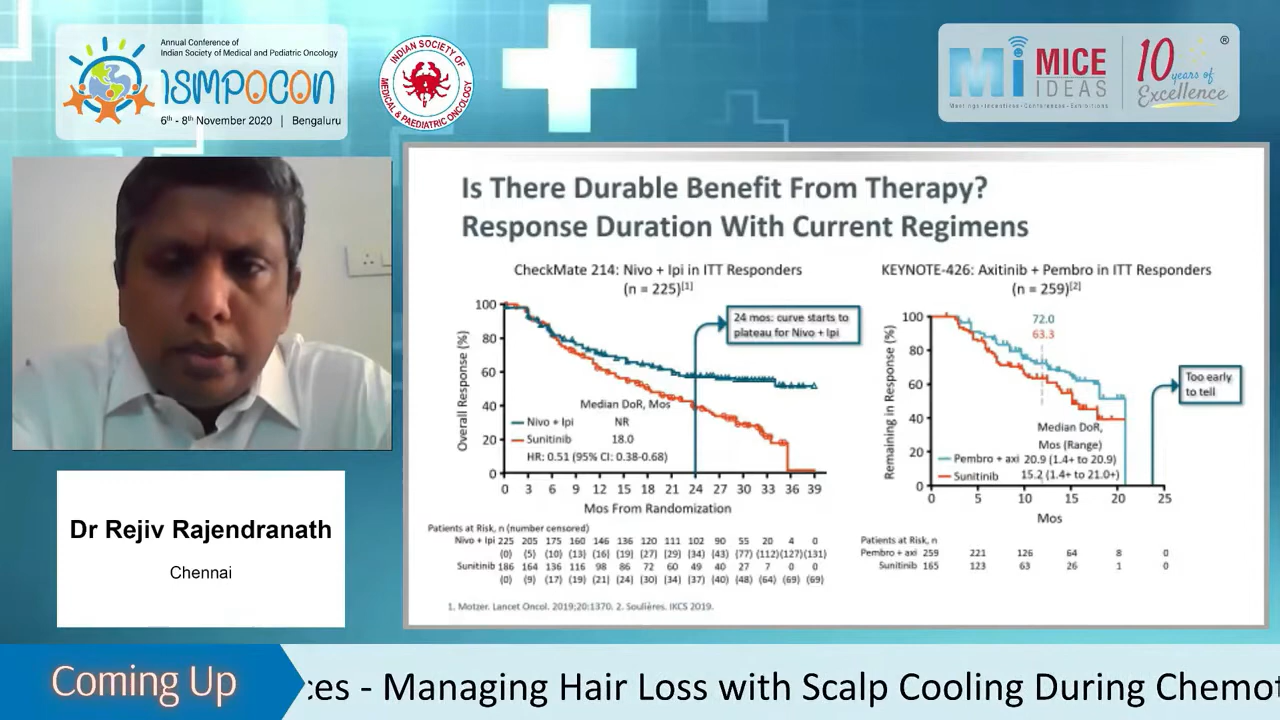 Annual Conference of
Indian Society of Medical and Pediatric Oncology
ISMPOCON
6th - 8th November 2020 | Bengaluru
INDIAN SOCIETY OF
MEDICAL & PAEDIATRIC ONCOLOGY
Mi MICE
IDEAS
Meetings • Incentives • Conferences • Exhibitions
10 years of
Excellence
®
Is There Durable Benefit From Therapy?
Response Duration With Current Regimens
CheckMate 214: Nivo + Ipi in ITT Responders
(n = 225)[1]
24 mos: curve starts to
plateau for Nivo + Ipi
Overall Response (%)
100
80
60
40
20
0
Median DoR, Mos
Nivo + Ipi NR
Sunitinib 18.0
HR: 0.51 (95% CI: 0.38-0.68)
0 3 6 9 12 15 18 21 24 27 30 33 36 39
Mos From Randomization
Patients at Risk, n (number censored)
Nivo + Ipi 225 205 175 160 146 136 120 111 102 90 55 20 4 0
(0) (5) (10) (13) (16) (19) (27) (29) (34) (43) (77) (112) (127) (131)
Sunitinib 186 164 136 116 98 86 72 60 49 40 27 7 0 0
(0) (9) (17) (19) (21) (24) (30) (34) (37) (40) (48) (64) (69) (69)
1. Motzer. Lancet Oncol. 2019;20:1370. 2. Soulières. IKCS 2019.
KEYNOTE-426: Axitinib + Pembro in ITT Responders
(n = 259)[2]
72.0
63.3
Too early
to tell
Remaining in Response (%)
100
80
60
40
20
0
Median DoR,
Mos (Range)
Pembro + axi 20.9 (1.4+ to 20.9)
Sunitinib 15.2 (1.4+ to 21.0+)
0 5 10 15 20 25
Mos
Patients at Risk, n
Pembro + axi 259 221 126 64 8 0
Sunitinib 165 123 63 26 1 0
Dr Rejiv Rajendranath
Chennai
Coming Up
ces - Managing Hair Loss with Scalp Cooling During Chemot